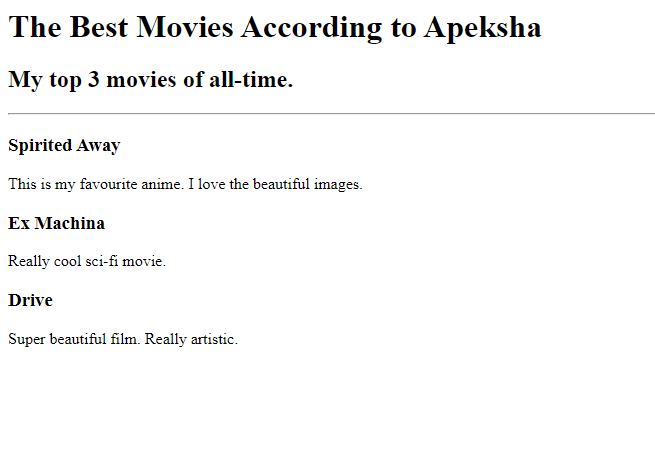 The Best Movies According to Apeksha
My top 3 movies of all-time.
Spirited Away
This is my favourite anime. I love the beautiful images.
Ex Machina
Really cool sci-fi movie.
Drive
Super beautiful film. Really artistic.